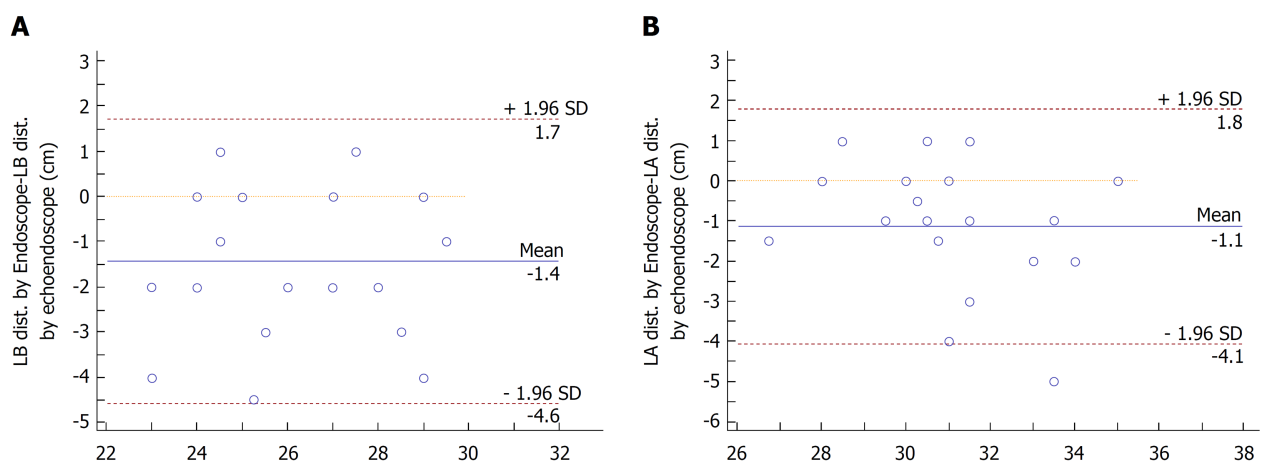 A
LB dist. by Endoscope-LB dist.
by echoendoscope (cm)
3
2
1
0
-1
-2
-3
-4
-5
+ 1.96 SD
1.7
Mean
-1.4
- 1.96 SD
-4.6
22 24 26 28 30 32
B
LA dist. by Endoscope-LA dist.
by echoendoscope (cm)
3
2
1
0
-1
-2
-3
-4
-5
-6
+ 1.96 SD
1.8
Mean
-1.1
- 1.96 SD
-4.1
26 28 30 31 34 36 38